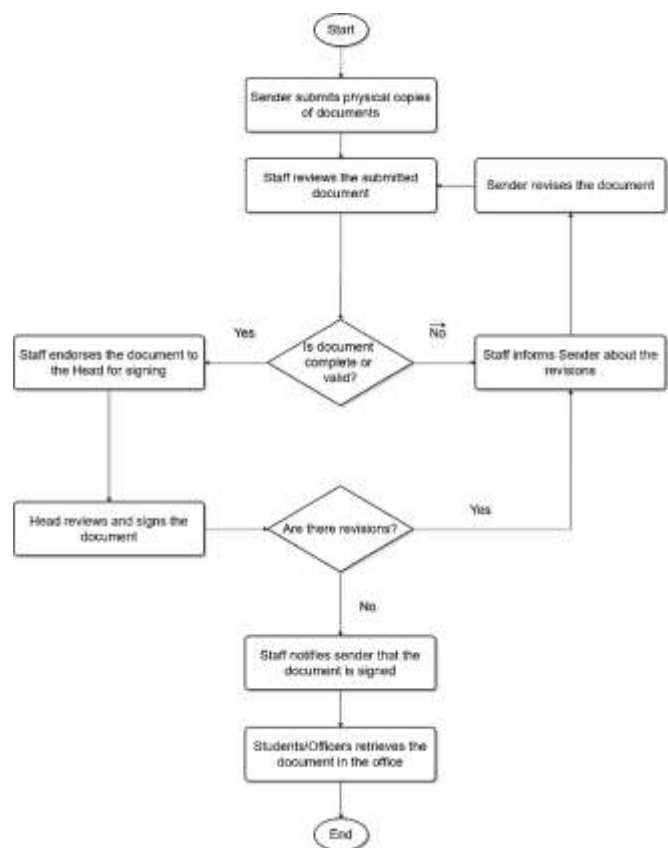 Start
Sender submits physical copies
of documents
Staff reviews the submitted
document
Sender revises the document
Yes
Is document
complete or
valid?
No
Staff endorses the document to
the Head for signing
Staff informs Sender about the
revisions
Head reviews and signs the
document
Are there revisions?
Yes
No
Staff notifies sender that the
document is signed
Students/Officers retrieves the
document in the office
End